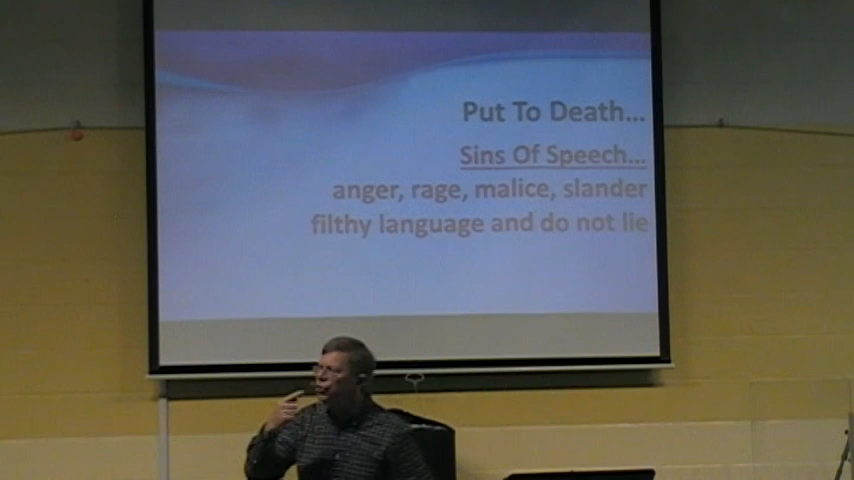 Put To Death...
Sins Of Speech...
anger, rage, malice, slander
filthy language and do not lie